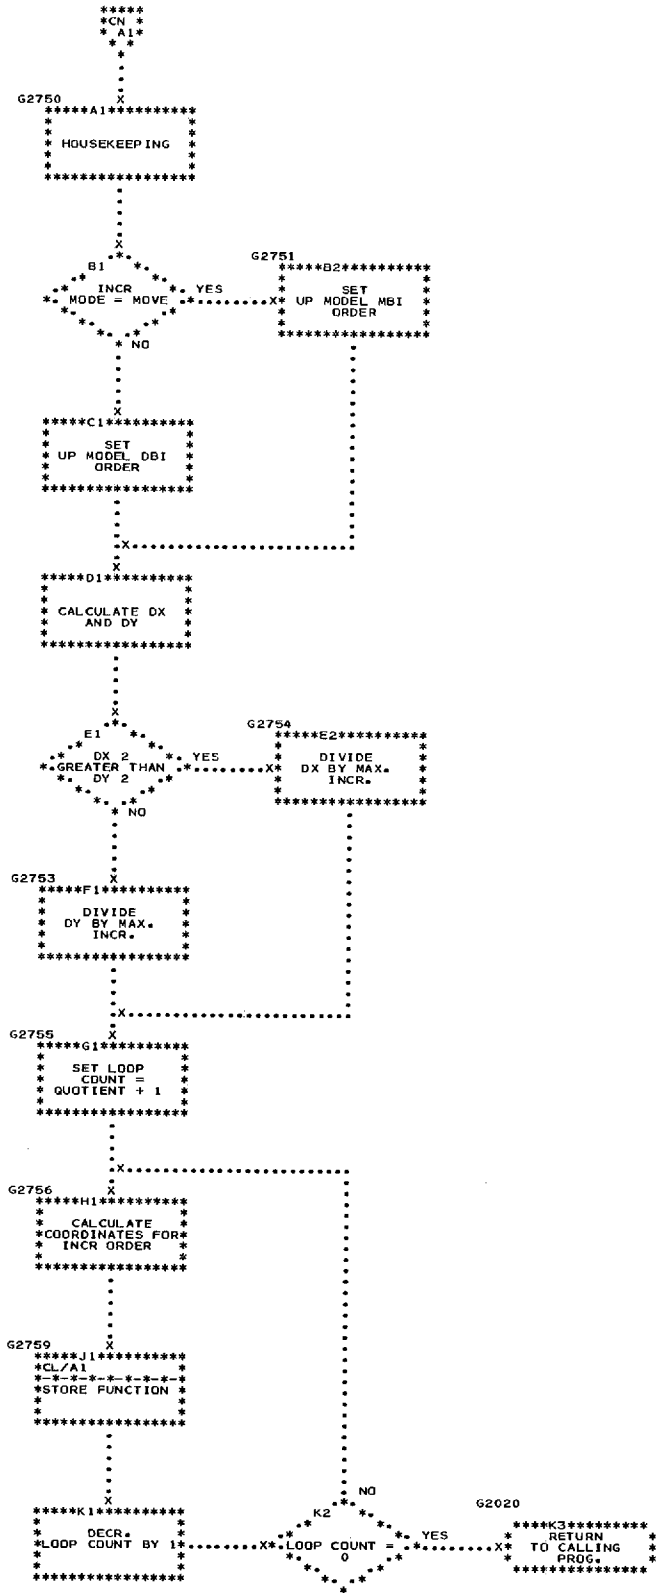 CN
A1
G2750
A1
HOUSEKEEPING
B1
INCR
MODE = MOVE
YES
NO
G2751
B2
SET
UP MODEL MBI
ORDER
C1
SET
UP MODEL DBI
ORDER
D1
CALCULATE DX
AND DY
E1
DX 2
GREATER THAN
DY 2
YES
NO
G2754
E2
DIVIDE
DX BY MAX.
INCR.
G2753
F1
DIVIDE
DY BY MAX.
INCR.
G2755
G1
SET LOOP
COUNT =
QUOTIENT + 1
G2756
H1
CALCULATE
COORDINATES FOR
INCR ORDER
G2759
J1
CL/A1
STORE FUNCTION
K1
DECR.
LOOP COUNT BY 1
NO
K2
LOOP COUNT =
0
YES
G2020
K3
RETURN
TO CALLING
PROG.